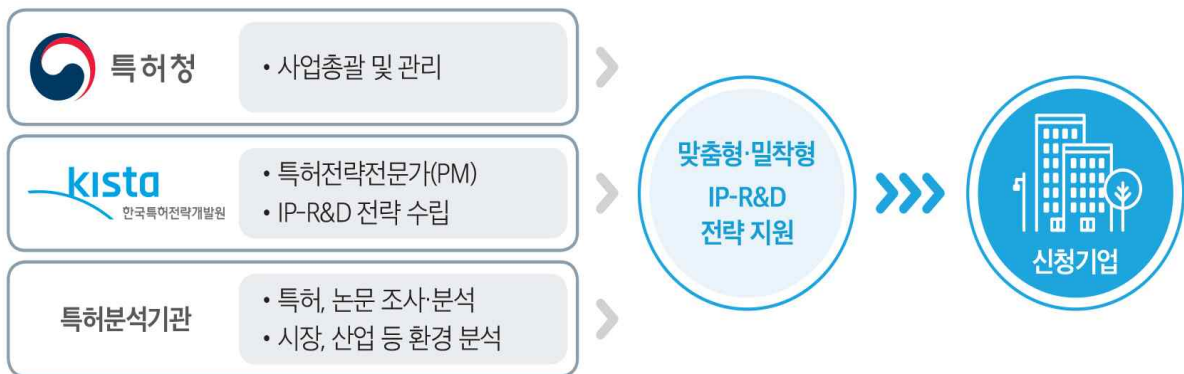 특허청
• 사업총괄 및 관리
kista
한국특허전략개발원
• 특허전략전문가(PM)
• IP-R&D 전략 수립
특허분석기관
• 특허, 논문 조사·분석
• 시장, 산업 등 환경 분석
맞춤형·밀착형
IP-R&D
전략 지원
신청기업